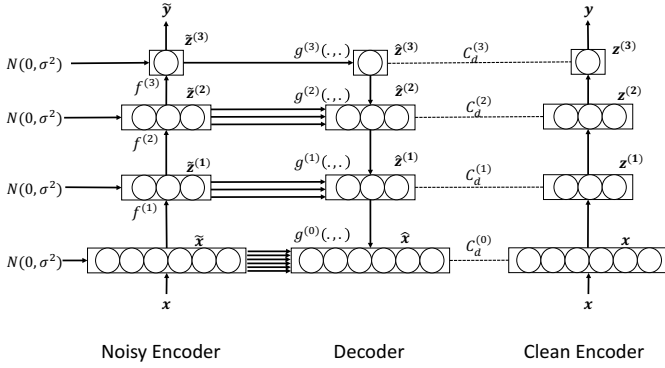 ỹ y
z̃⁽³⁾ g⁽³⁾(.,.) ẑ⁽³⁾ C_d⁽³⁾ z⁽³⁾
N(0, σ²)
f⁽³⁾ z̃⁽²⁾ g⁽²⁾(.,.) ẑ⁽²⁾ C_d⁽²⁾ z⁽²⁾
N(0, σ²)
f⁽²⁾ z̃⁽¹⁾ g⁽¹⁾(.,.) ẑ⁽¹⁾ C_d⁽¹⁾ z⁽¹⁾
N(0, σ²)
f⁽¹⁾
x̃ g⁽⁰⁾(.,.) x̂ C_d⁽⁰⁾ x
N(0, σ²)
x x
Noisy Encoder Decoder Clean Encoder